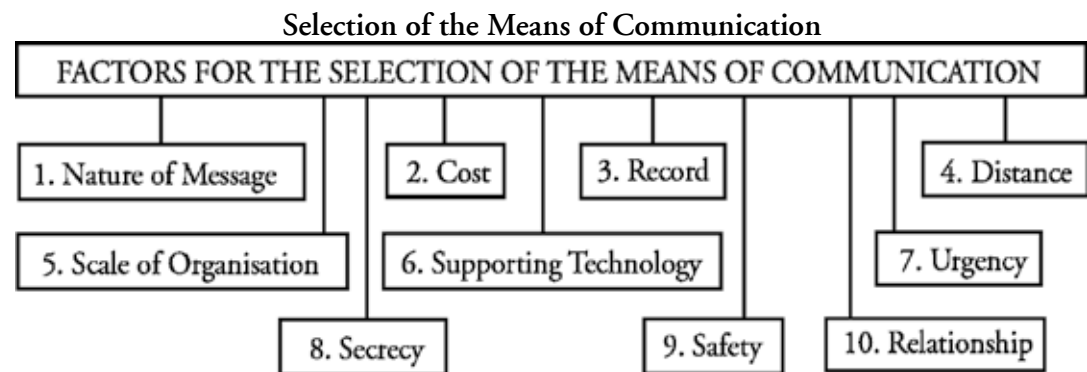 Selection of the Means of Communication
FACTORS FOR THE SELECTION OF THE MEANS OF COMMUNICATION
1. Nature of Message
2. Cost
3. Record
4. Distance
5. Scale of Organisation
6. Supporting Technology
7. Urgency
8. Secrecy
9. Safety
10. Relationship